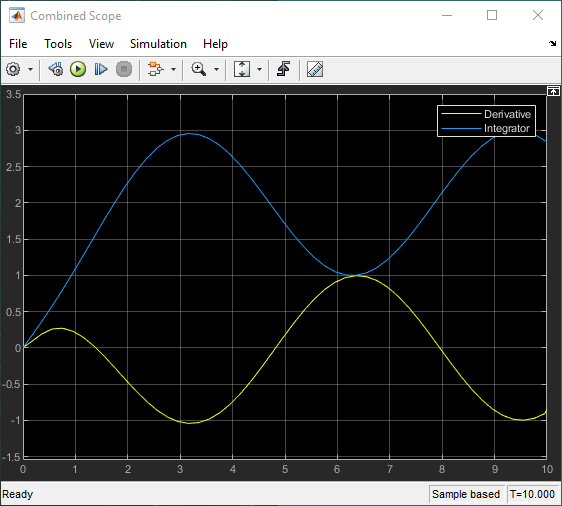 Combined Scope
File Tools View Simulation Help
Derivative
Integrator
3.5
3
2.5
2
1.5
1
0.5
0
-0.5
-1
-1.5
0 1 2 3 4 5 6 7 8 9 10
Ready Sample based T=10.000